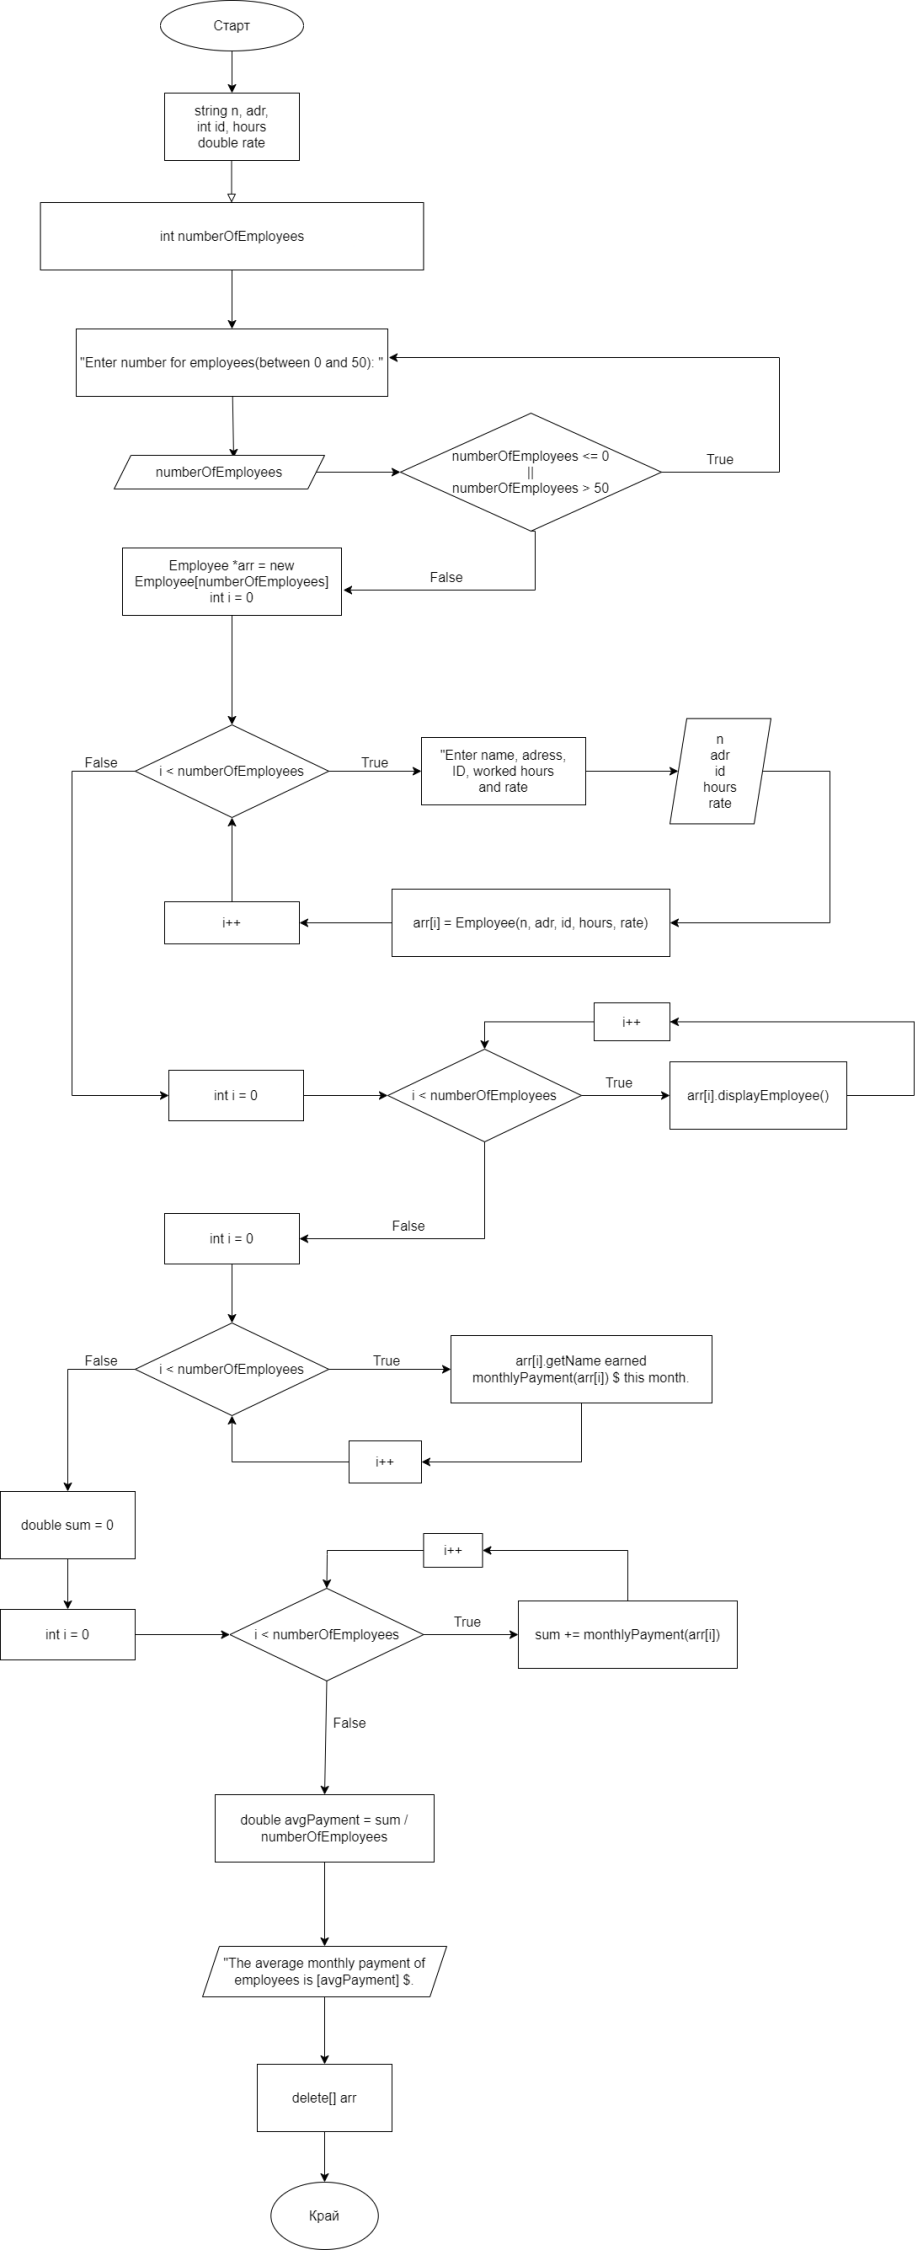 Старт
string n, adr,
int id, hours
double rate
int numberOfEmployees
"Enter number for employees(between 0 and 50): "
numberOfEmployees
numberOfEmployees <= 0
||
numberOfEmployees > 50
True
False
Employee *arr = new
Employee[numberOfEmployees]
int i = 0
False
i < numberOfEmployees
True
"Enter name, adress,
ID, worked hours
and rate
n
adr
id
hours
rate
i++
arr[i] = Employee(n, adr, id, hours, rate)
i++
int i = 0
i < numberOfEmployees
True
arr[i].displayEmployee()
False
int i = 0
False
i < numberOfEmployees
True
arr[i].getName earned
monthlyPayment(arr[i]) $ this month.
i++
double sum = 0
i++
int i = 0
i < numberOfEmployees
True
sum += monthlyPayment(arr[i])
False
double avgPayment = sum /
numberOfEmployees
"The average monthly payment of
employees is [avgPayment] $.
delete[] arr
Край